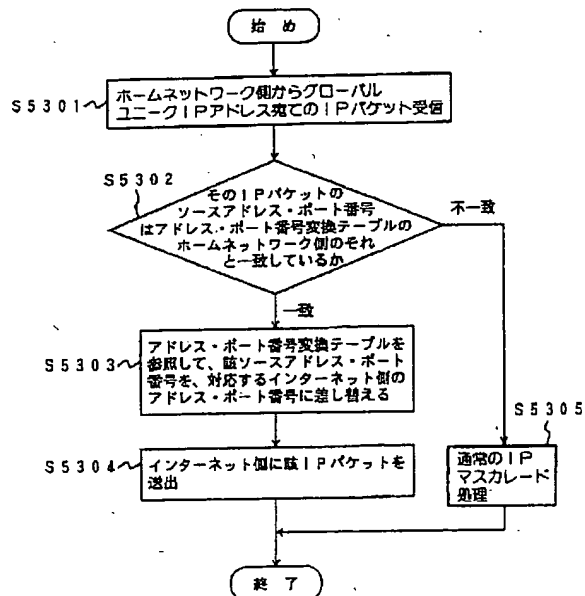 始め
S5301
ホームネットワーク側からグローバル
ユニークIPアドレス宛てのIPパケット受信
S5302
そのIPパケットの
ソースアドレス・ポート番号
はアドレス・ポート番号変換テーブルの
ホームネットワーク側のそれ
と一致しているか
不一致
一致
S5303
アドレス・ポート番号変換テーブルを
参照して、該ソースアドレス・ポート
番号を、対応するインターネット側の
アドレス・ポート番号に差し替える
S5305
通常のIP
マスカレード
処理
S5304
インターネット側に該IPパケットを
送出
終了